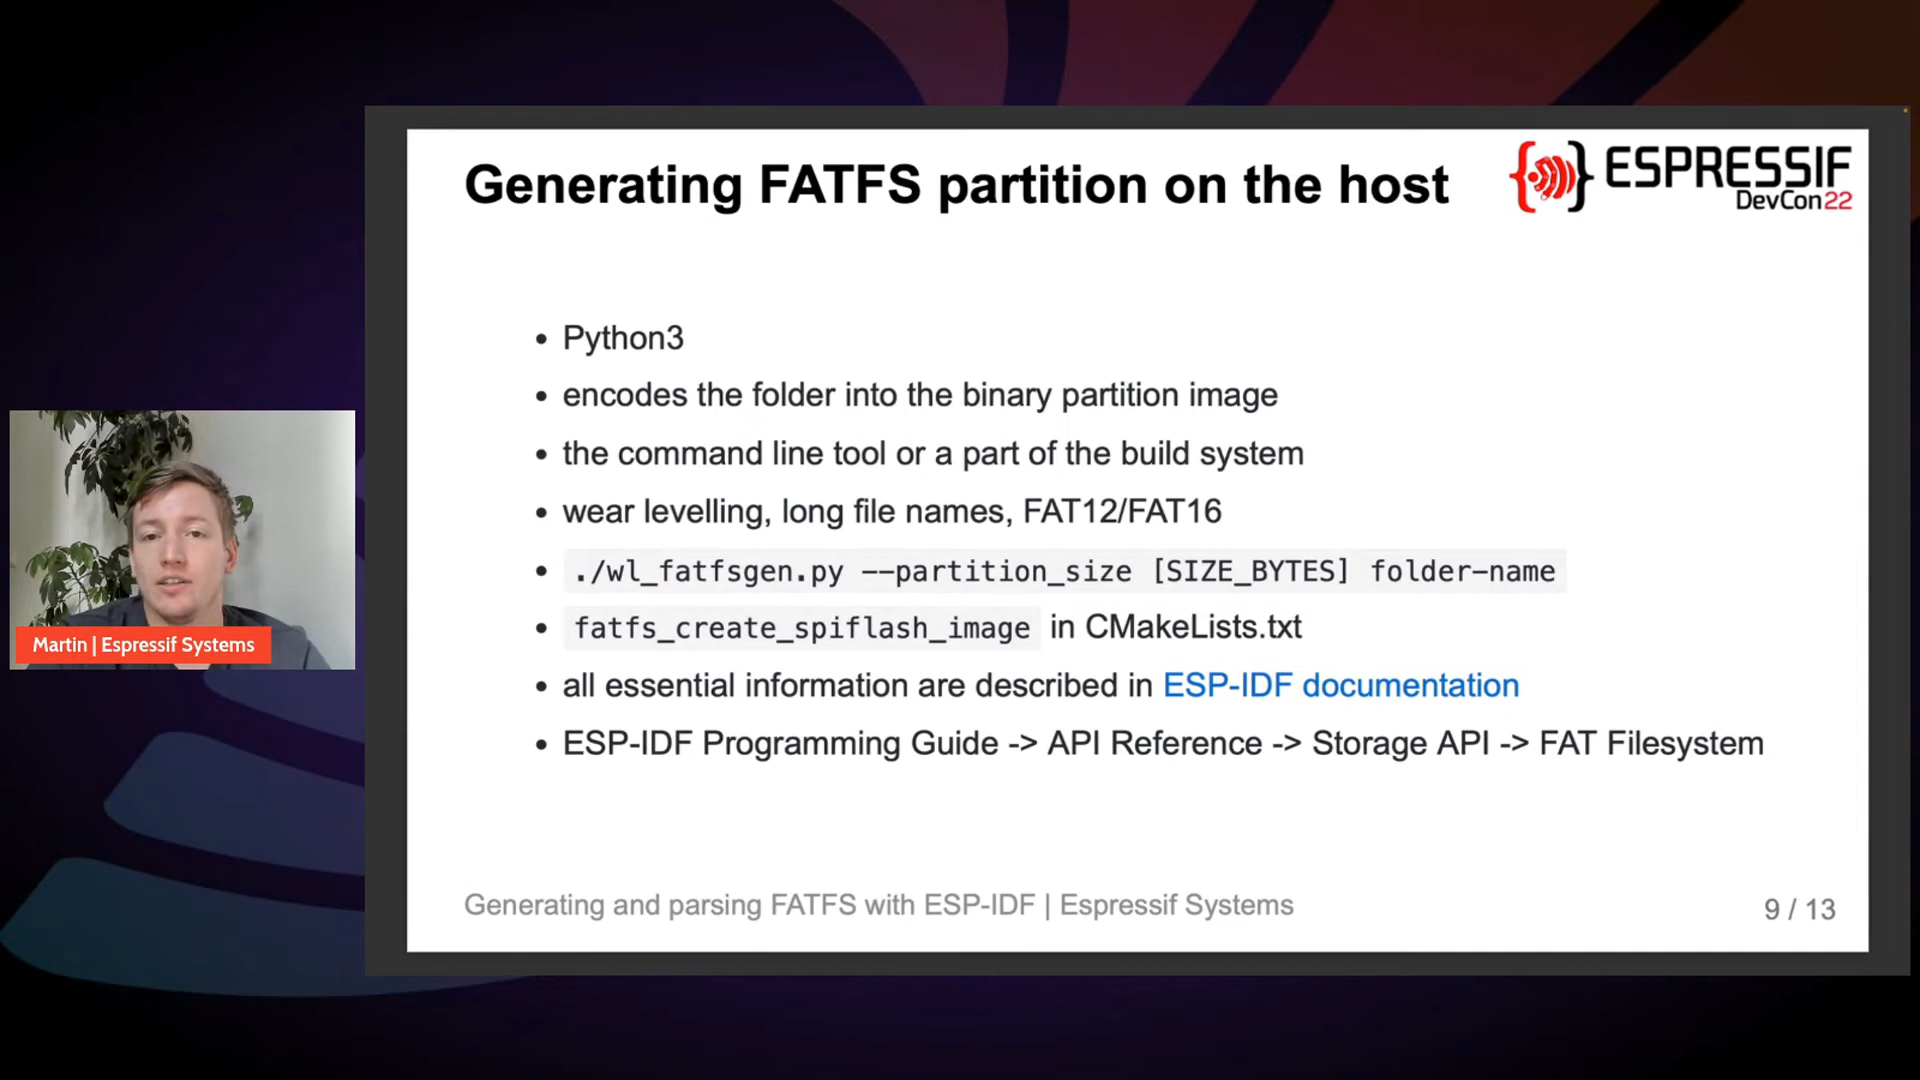 Generating FATFS partition on the host
ESPRESSIF
DevCon22
• Python3
• encodes the folder into the binary partition image
• the command line tool or a part of the build system
• wear levelling, long file names, FAT12/FAT16
• ./wl_fatfsgen.py --partition_size [SIZE_BYTES] folder-name
• fatfs_create_spiflash_image in CMakeLists.txt
• all essential information are described in ESP-IDF documentation
• ESP-IDF Programming Guide -> API Reference -> Storage API -> FAT Filesystem
Martin | Espressif Systems
Generating and parsing FATFS with ESP-IDF | Espressif Systems
9 / 13